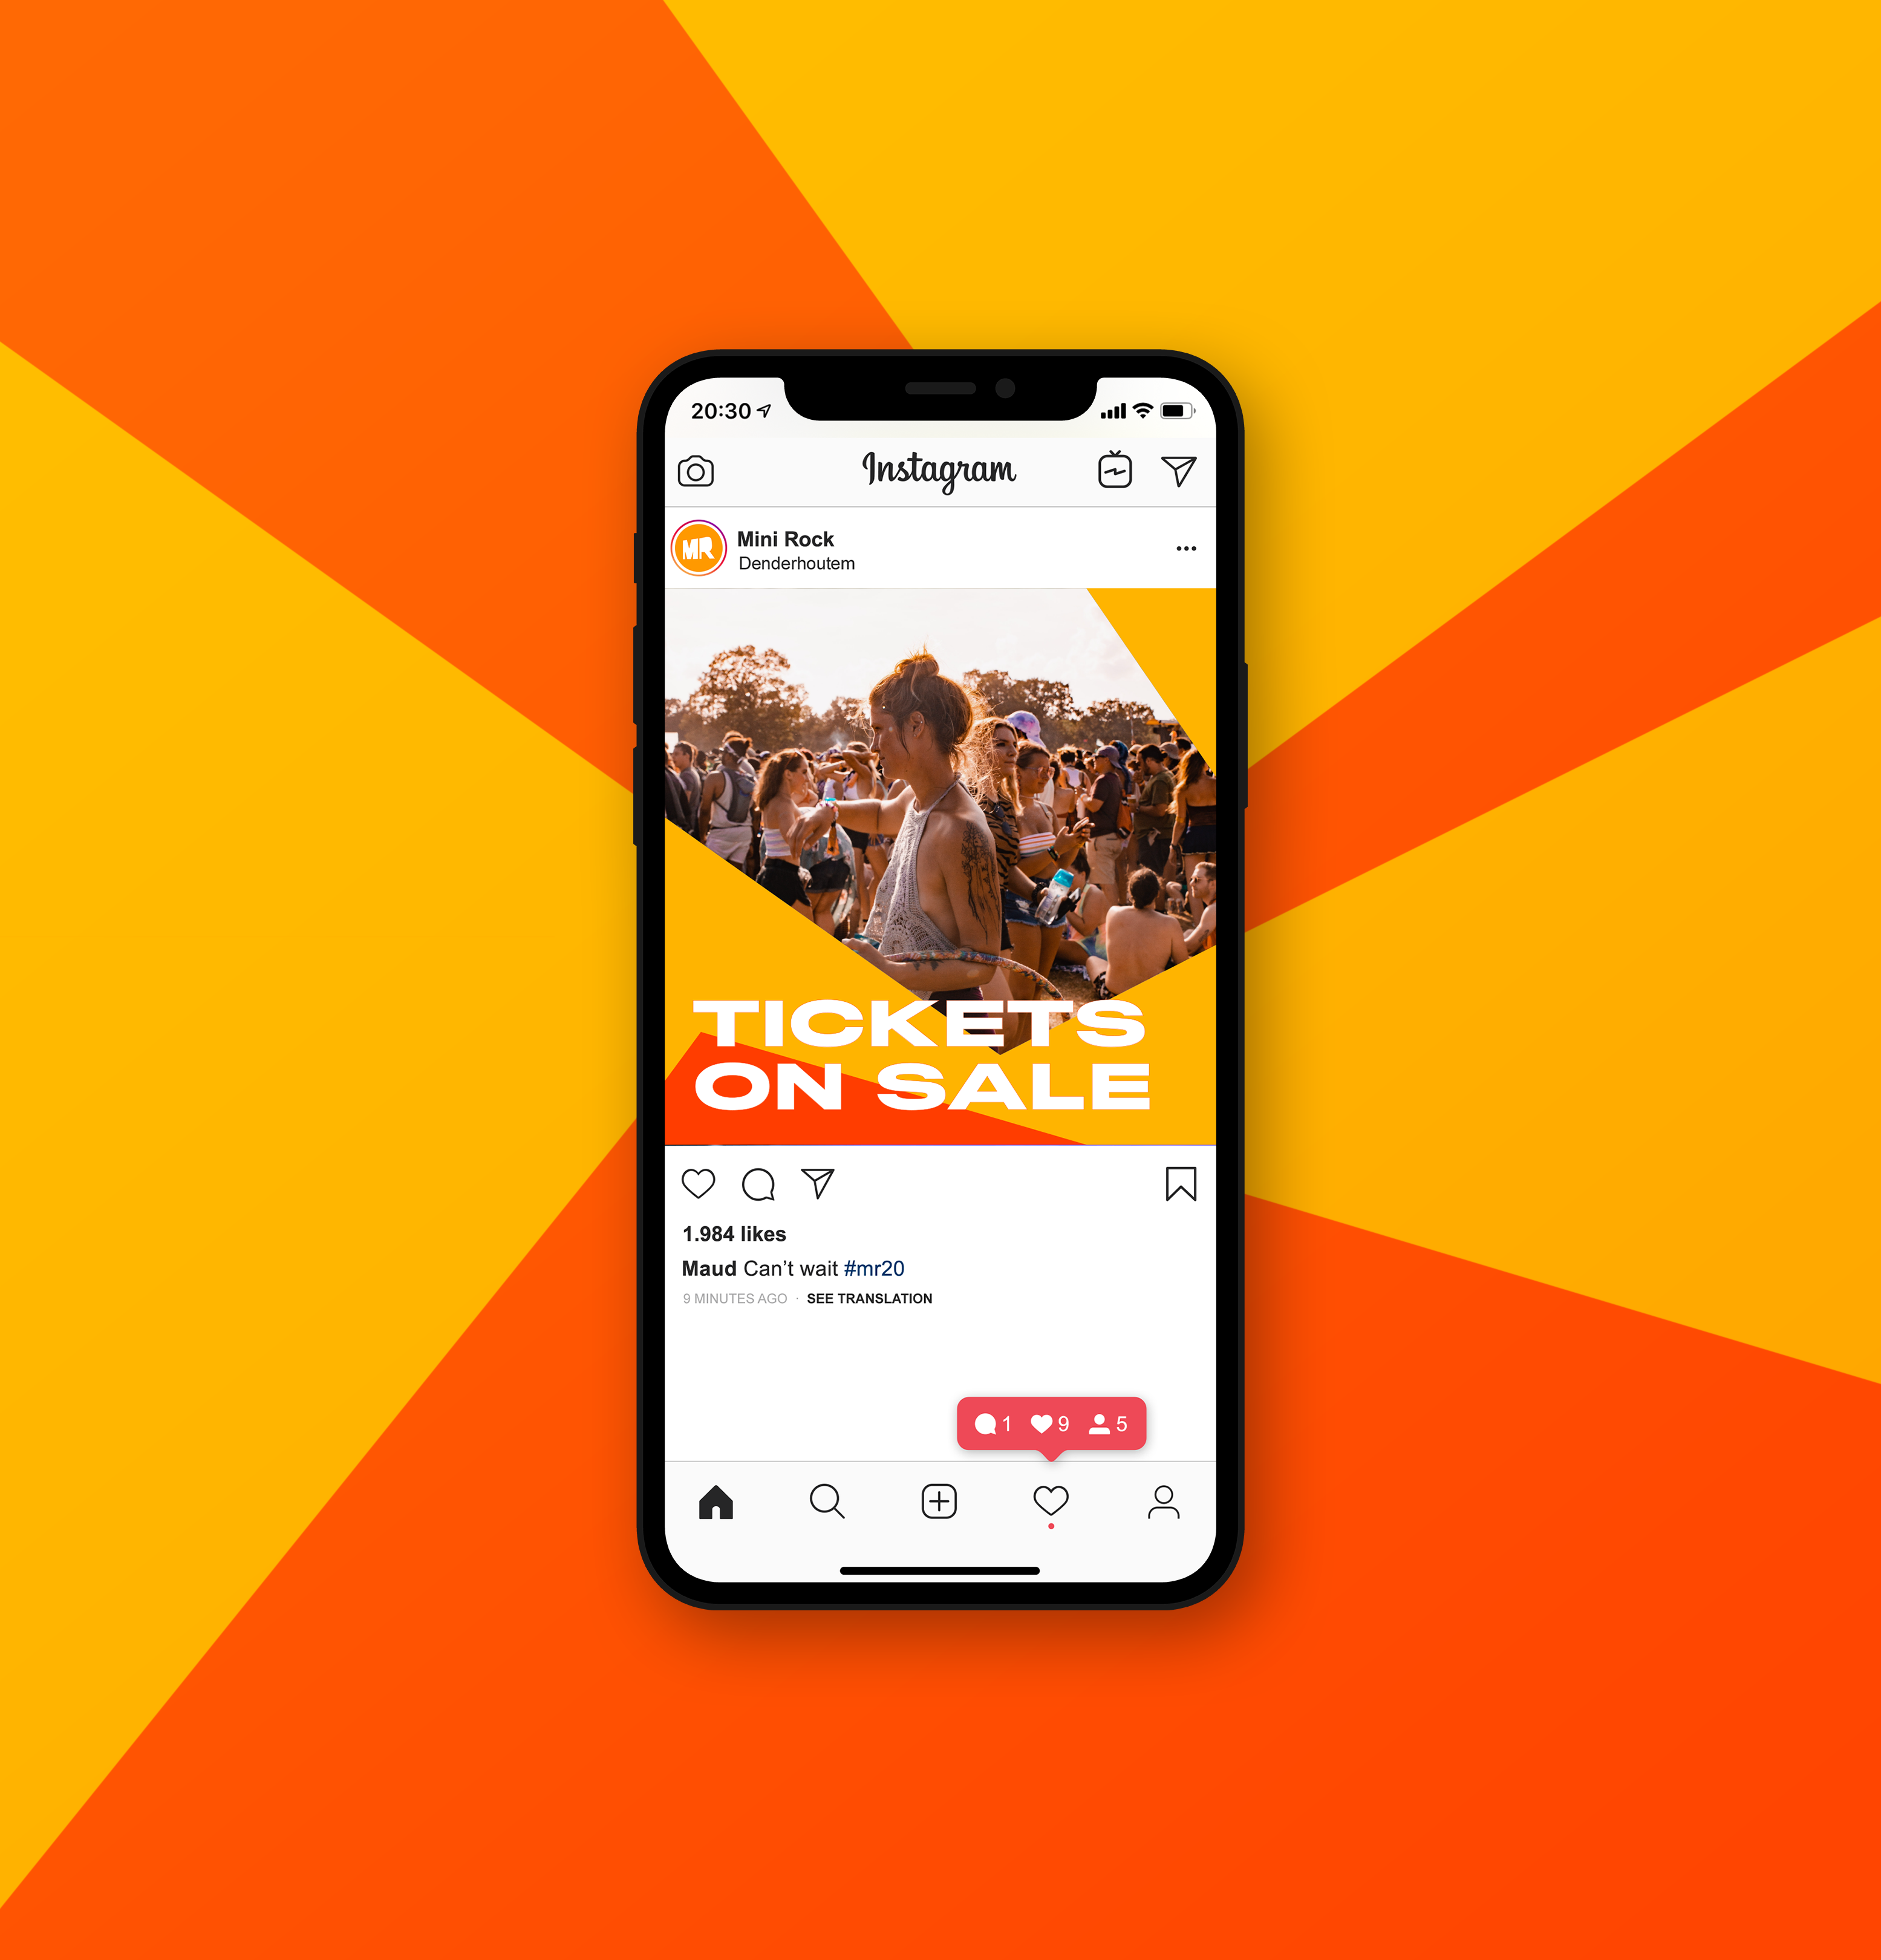 20:30
Instagram
MR
Mini Rock
Denderhoutem
TICKETS
ON SALE
1.984 likes
Maud Can’t wait #mr20
9 MINUTES AGO · SEE TRANSLATION
1 9 5